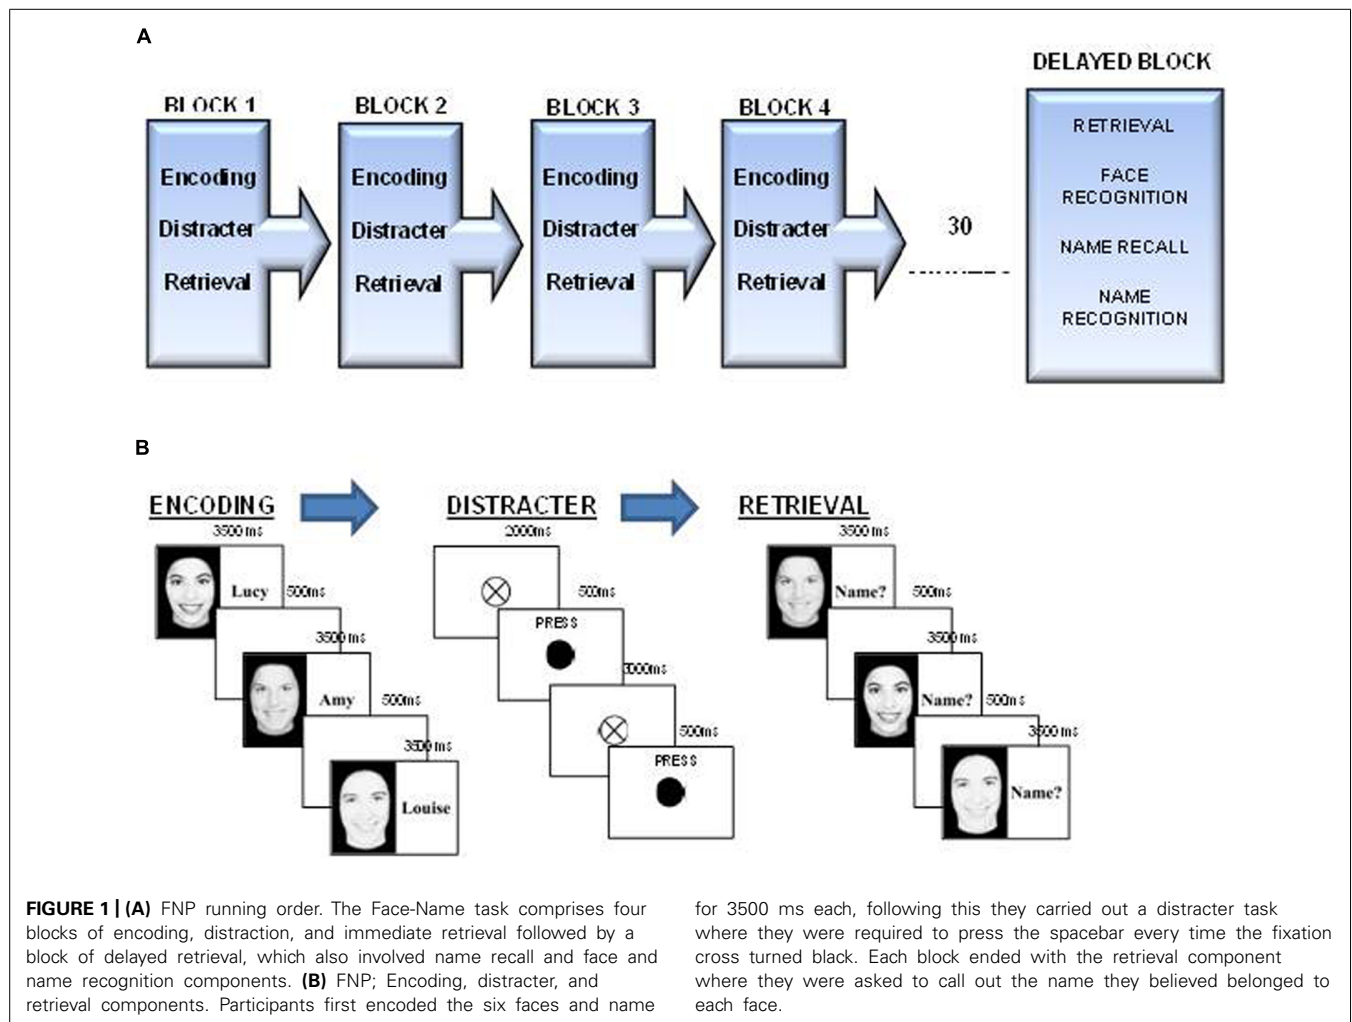 A
BLOCK 1
BLOCK 2
BLOCK 3
BLOCK 4
DELAYED BLOCK
Encoding
Distracter
Retrieval
Encoding
Distracter
Retrieval
Encoding
Distracter
Retrieval
Encoding
Distracter
Retrieval
30
RETRIEVAL
FACE
RECOGNITION
NAME RECALL
NAME
RECOGNITION
B
ENCODING
3500 ms
Lucy
500ms
3500 ms
Amy
500ms
3500 ms
Louise
DISTRACTER
2000ms
500ms
PRESS
3000ms
500ms
PRESS
RETRIEVAL
3500 ms
Name?
500ms
3500 ms
Name?
500ms
3500 ms
Name?
FIGURE 1 | (A) FNP running order. The Face-Name task comprises four
blocks of encoding, distraction, and immediate retrieval followed by a
block of delayed retrieval, which also involved name recall and face and
name recognition components. (B) FNP; Encoding, distracter, and
retrieval components. Participants first encoded the six faces and name
for 3500 ms each, following this they carried out a distracter task
where they were required to press the spacebar every time the fixation
cross turned black. Each block ended with the retrieval component
where they were asked to call out the name they believed belonged to
each face.